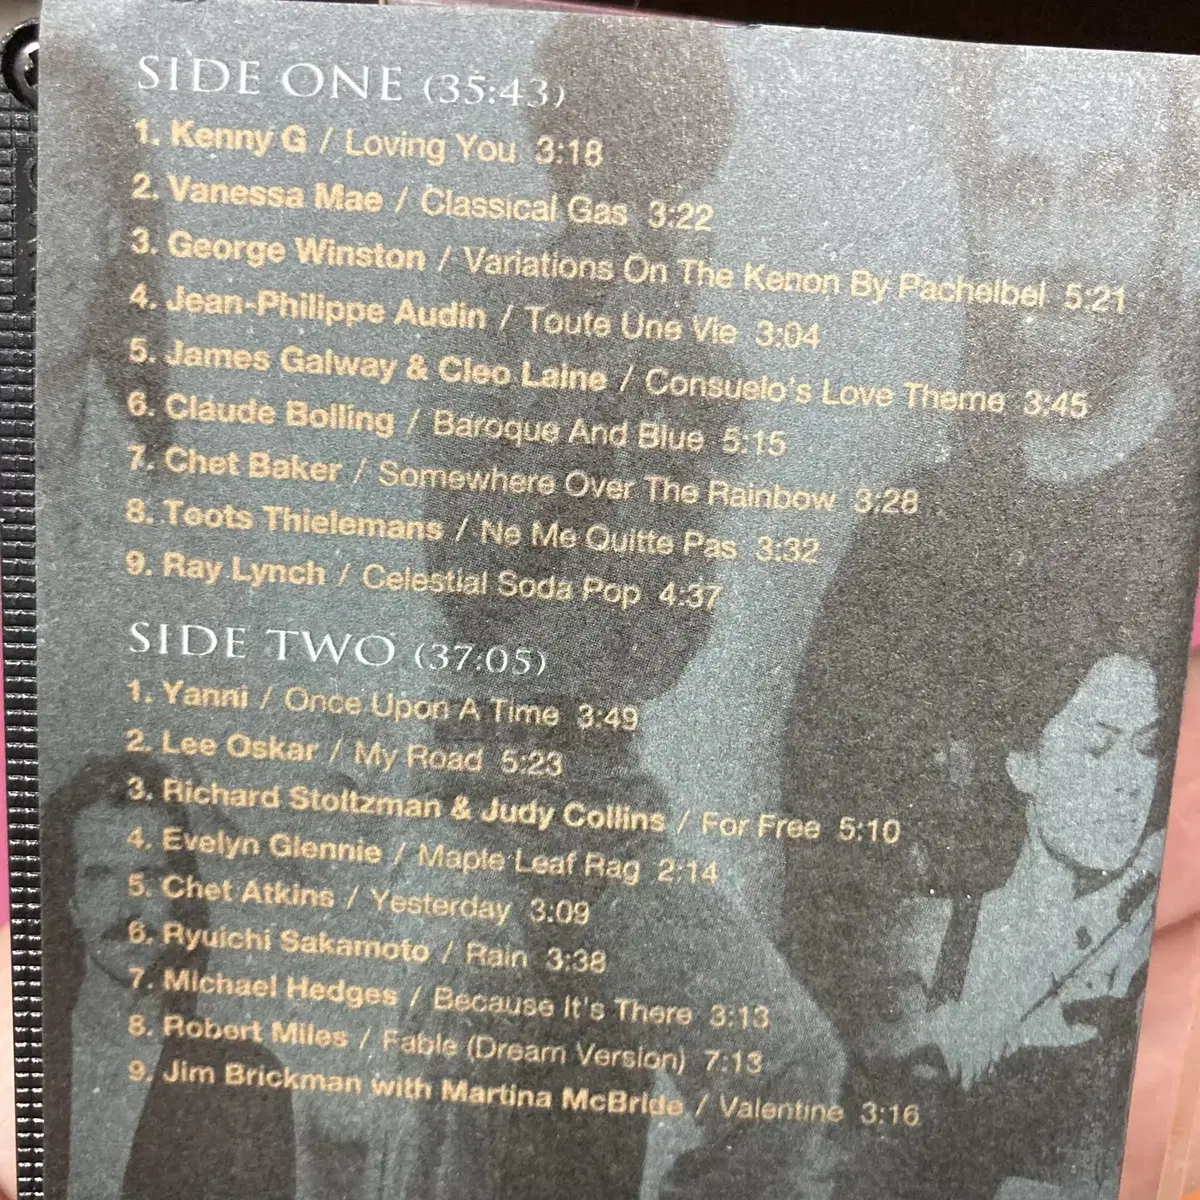 SIDE ONE (35:43)
1. Kenny G / Loving You 3:18
2. Vanessa Mae / Classical Gas 3:22
3. George Winston / Variations On The Kenon By Pachelbel 5:21
4. Jean-Philippe Audin / Toute Une Vie 3:04
5. James Galway & Cleo Laine / Consuelo's Love Theme 3:45
6. Claude Bolling / Baroque And Blue 5:15
7. Chet Baker / Somewhere Over The Rainbow 3:28
8. Toots Thielemans / Ne Me Quitte Pas 3:32
9. Ray Lynch / Celestial Soda Pop 4:37
SIDE TWO (37:05)
1. Yanni / Once Upon A Time 3:49
2. Lee Oskar / My Road 5:23
3. Richard Stoltzman & Judy Collins / For Free 5:10
4. Evelyn Glennie / Maple Leaf Rag 2:14
5. Chet Atkins / Yesterday 3:09
6. Ryuichi Sakamoto / Rain 3:38
7. Michael Hedges / Because It's There 3:13
8. Robert Miles / Fable (Dream Version) 7:13
9. Jim Brickman with Martina McBride / Valentine 3:16